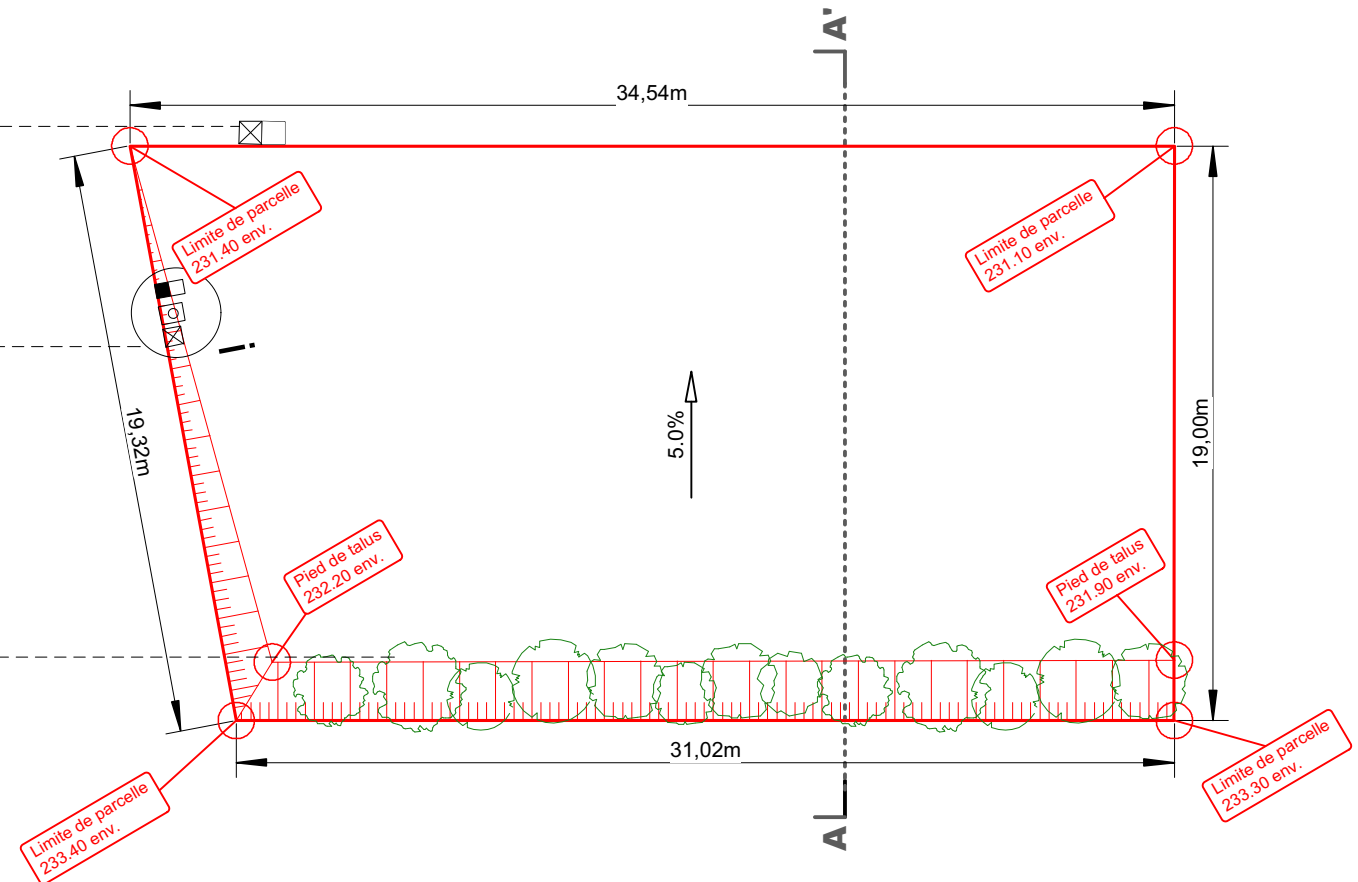 A'
34,54m
Limite de parcelle
231.40 env.
Limite de parcelle
231.10 env.
19,32m
5.0%
19,00m
Pied de talus
232.20 env.
Pied de talus
231.90 env.
31,02m
Limite de parcelle
233.40 env.
Limite de parcelle
233.30 env.
A